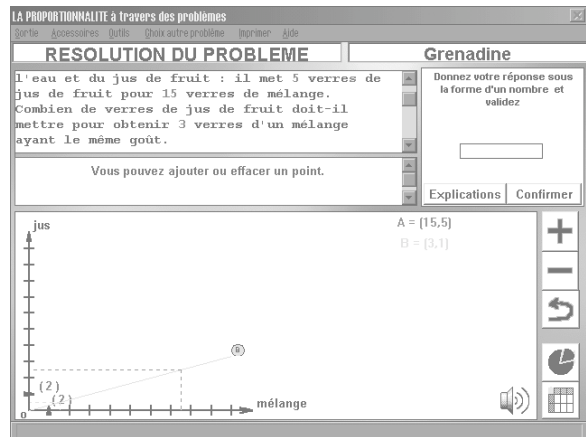 LA PROPORTIONNALITE à travers des problèmes
Sortie Accessoires Outils Choix autre problème Imprimer Aide
RESOLUTION DU PROBLEME
Grenadine
l'eau et du jus de fruit : il met 5 verres de
jus de fruit pour 15 verres de mélange.
Combien de verres de jus de fruit doit-il
mettre pour obtenir 3 verres d'un mélange
ayant le même goût.
Donnez votre réponse sous
la forme d'un nombre et
validez
Vous pouvez ajouter ou effacer un point.
Explications Confirmer
jus
A = (15,5)
B = (3,1)
(2)
(2)
0
mélange